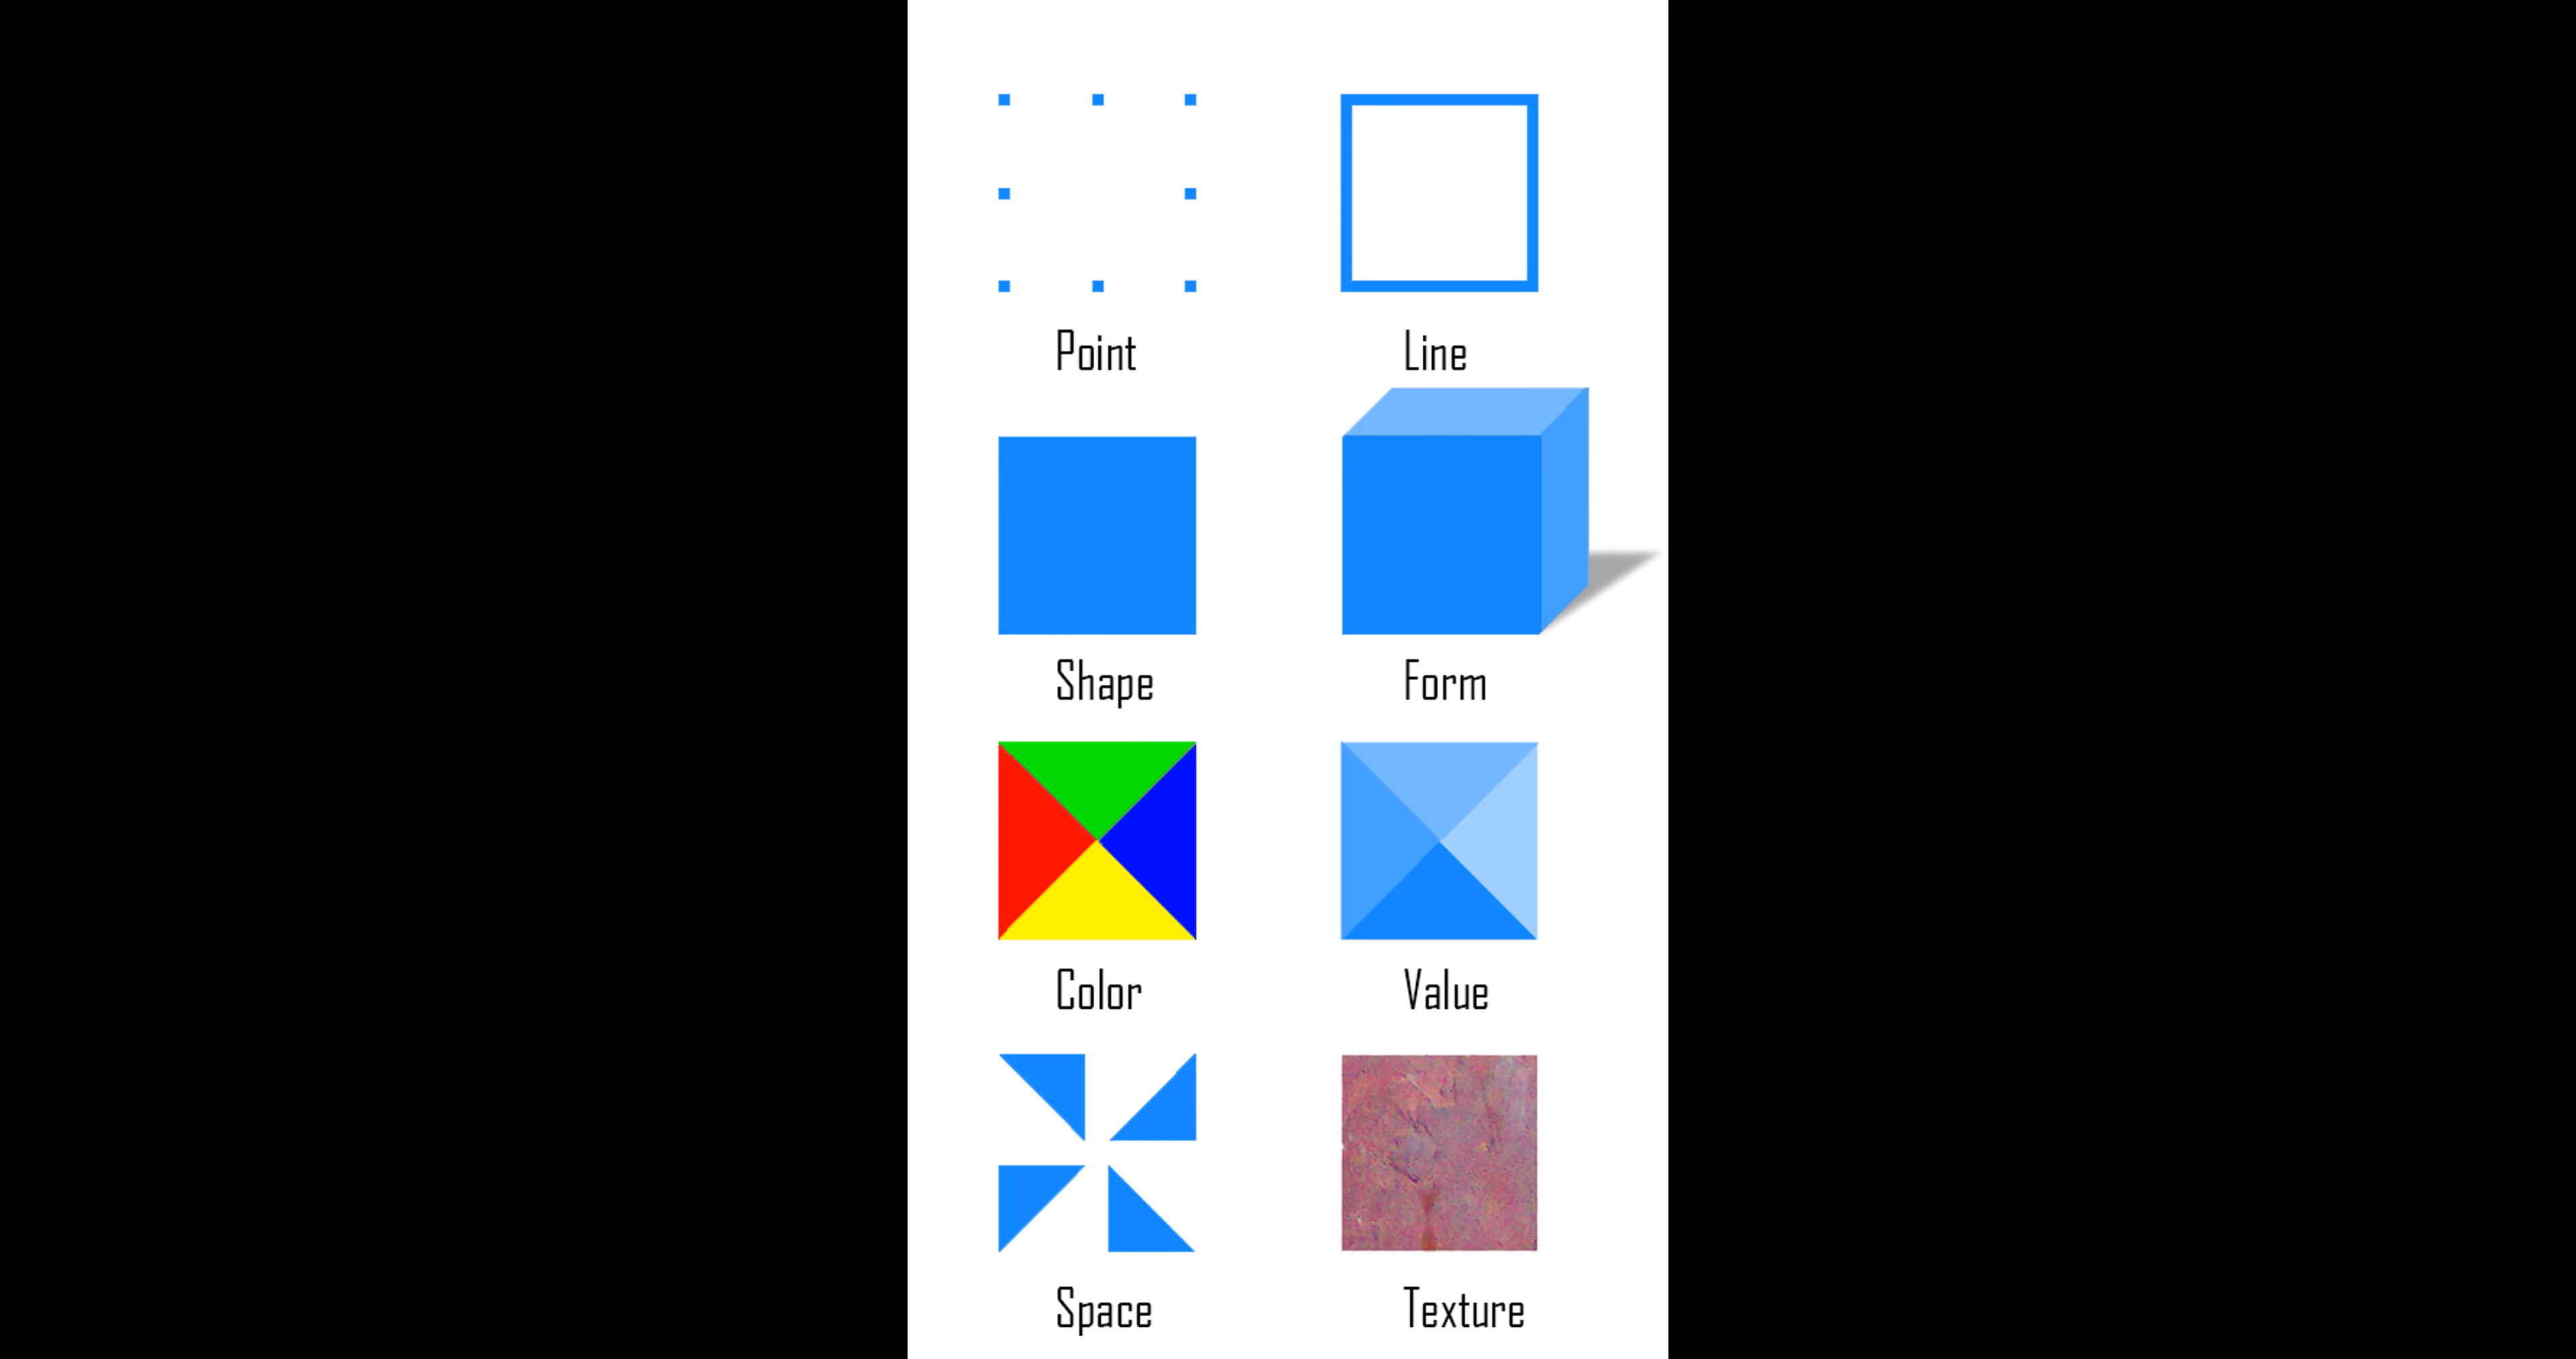 Point
Line
Shape
Form
Color
Value
Space
Texture